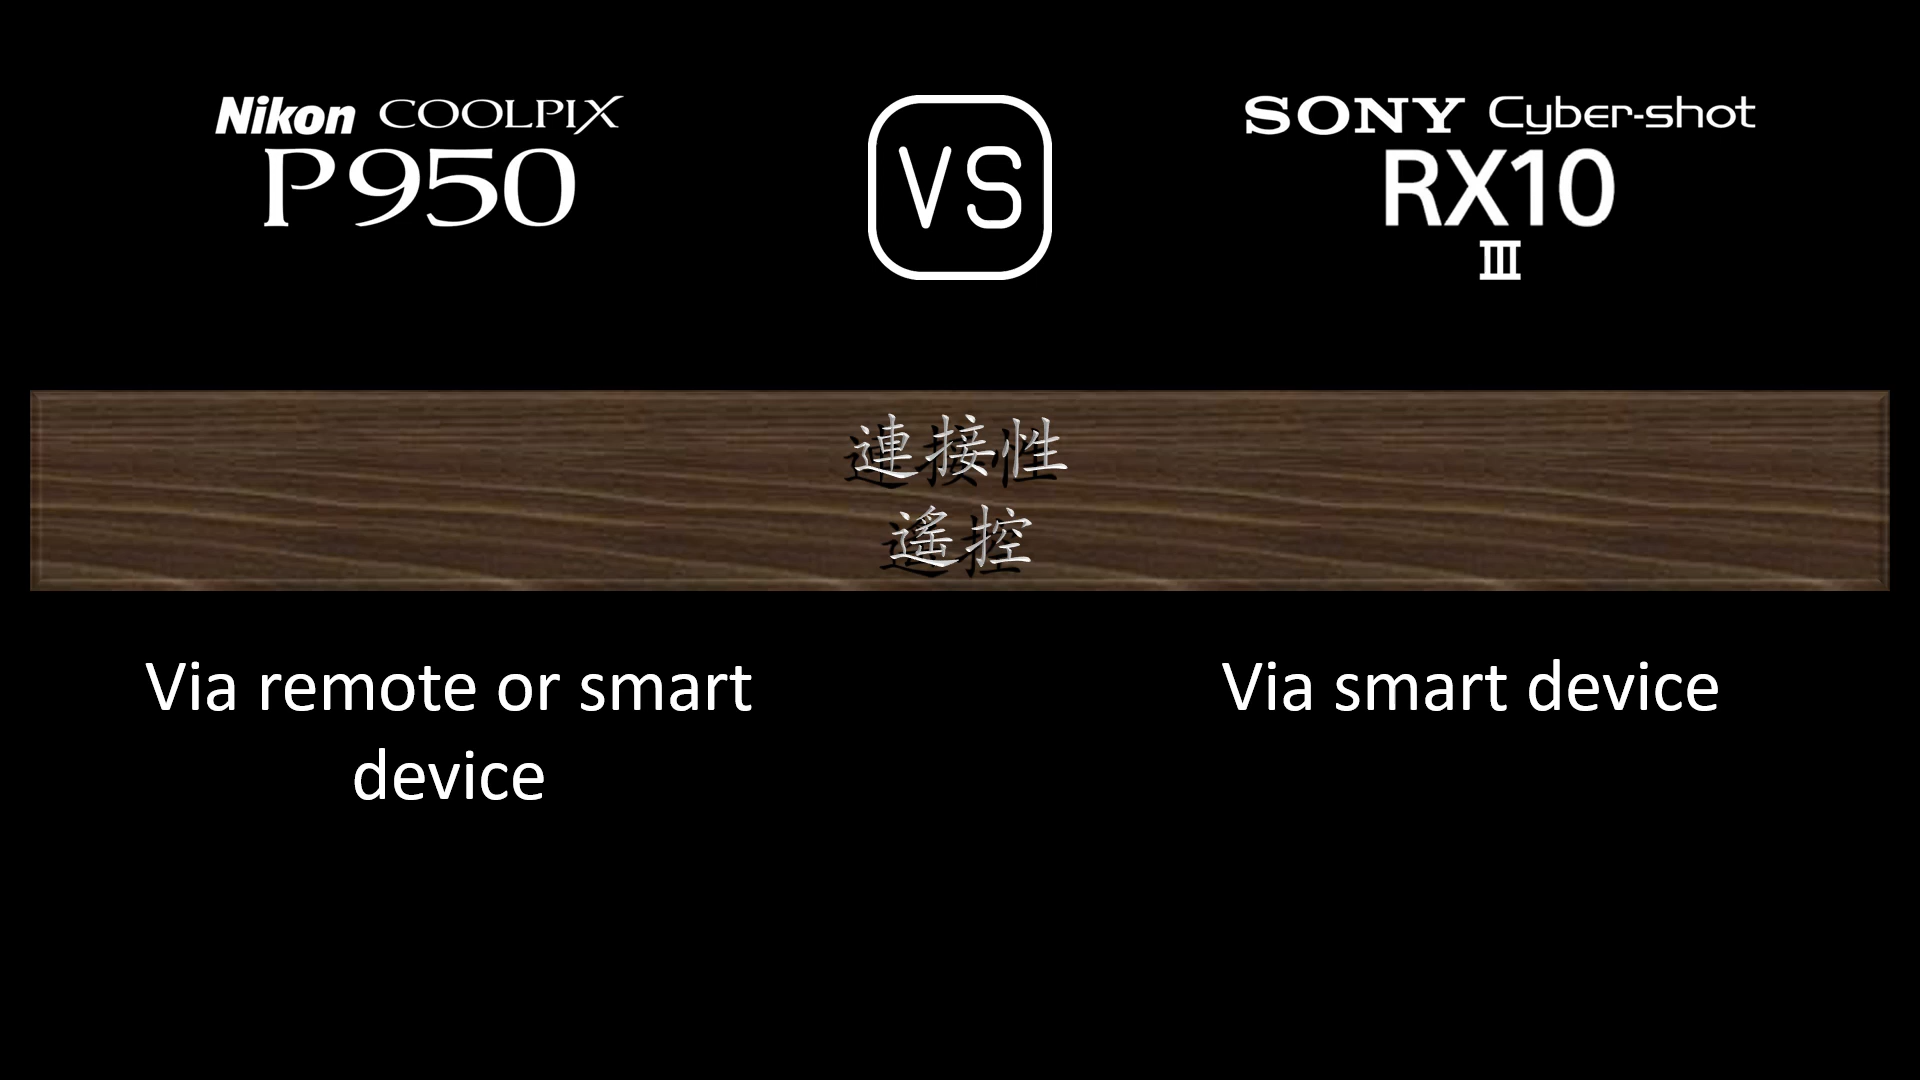 Nikon COOLPIX
P950
VS
SONY Cyber-shot
RX10
III
連接性
遙控
Via remote or smart
device
Via smart device